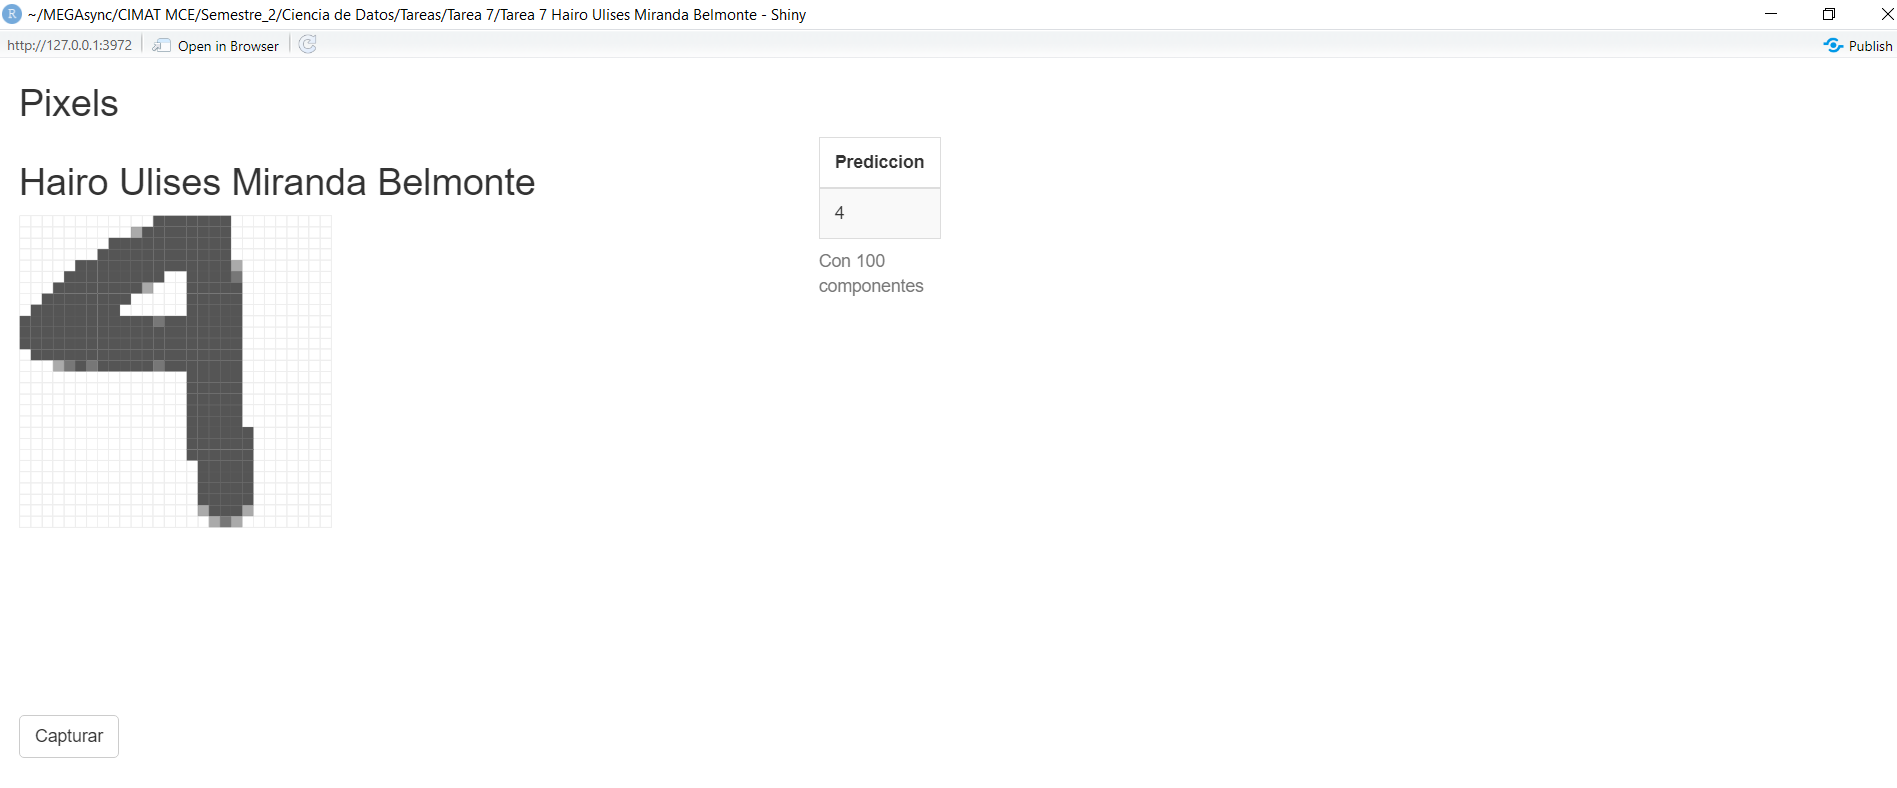 ~/MEGAsync/CIMAT MCE/Semestre_2/Ciencia de Datos/Tareas/Tarea 7/Tarea 7 Hairo Ulises Miranda Belmonte - Shiny
http://127.0.0.1:3972 Open in Browser Publish
Pixels
Hairo Ulises Miranda Belmonte
Prediccion
4
Con 100
componentes
Capturar